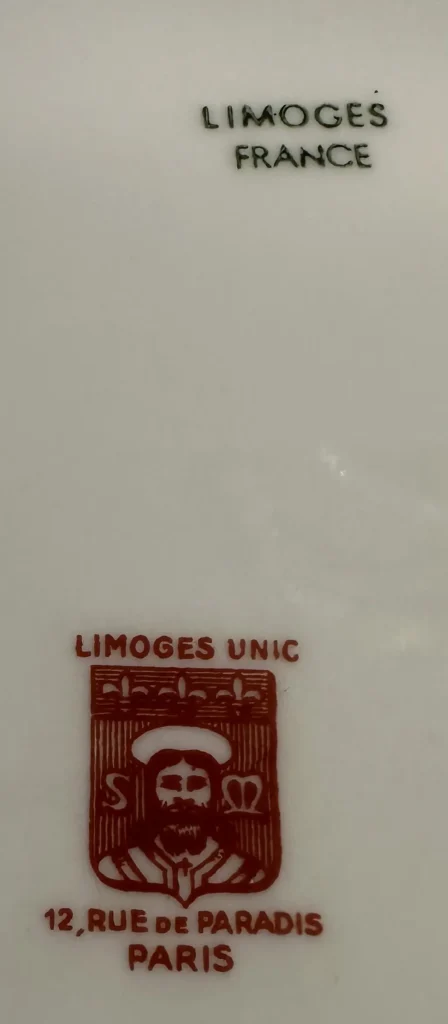 LIMOGES
FRANCE
LIMOGES UNIC
S M
12, RUE DE PARADIS
PARIS